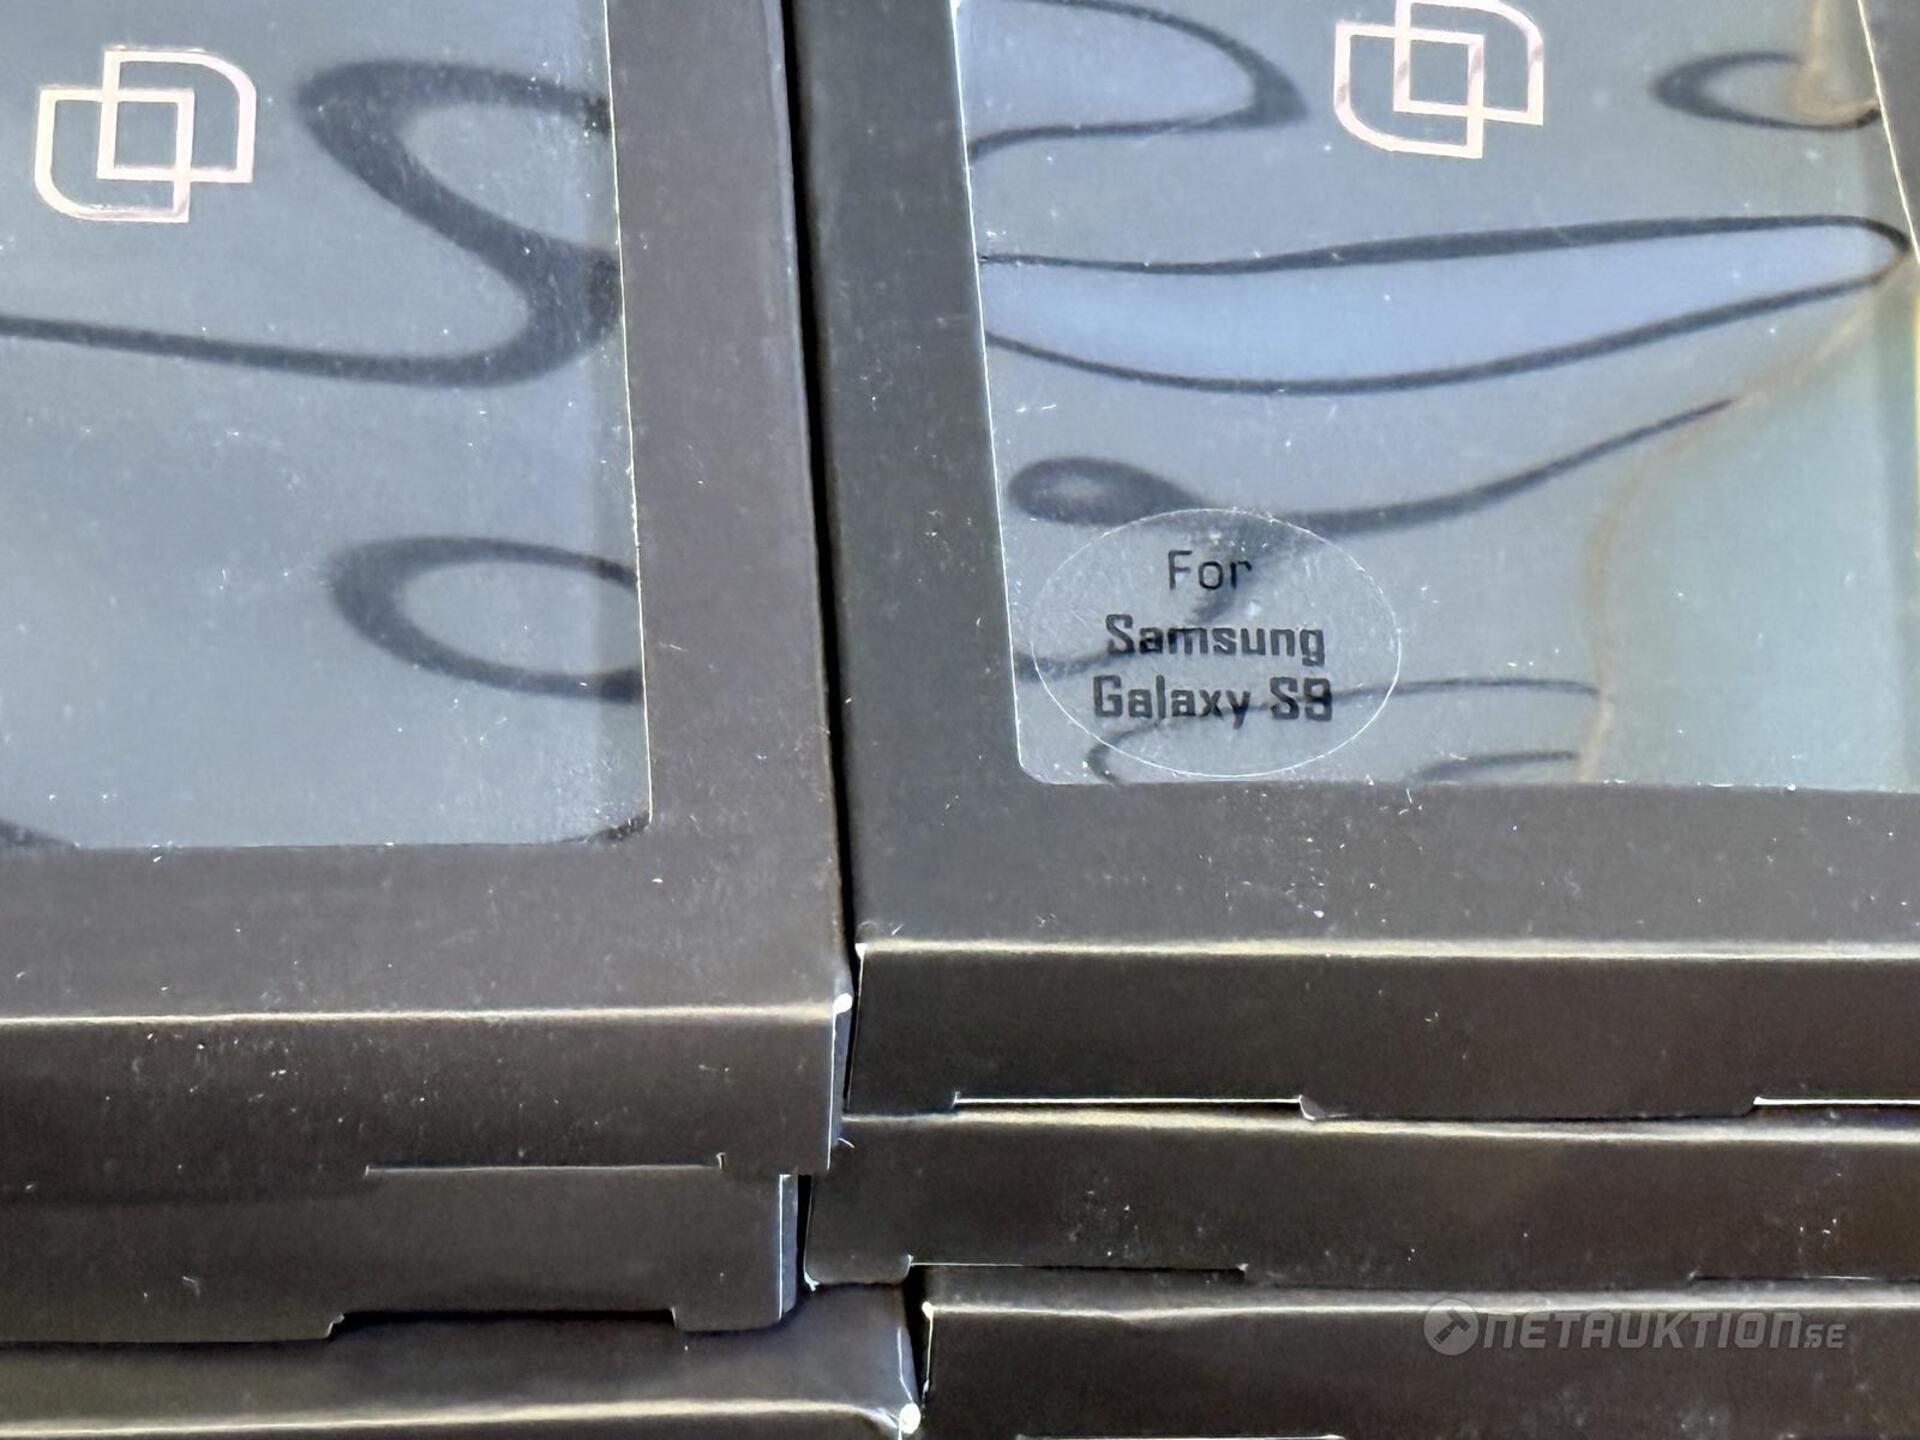 For
Samsung
Galaxy S9
NETAUKTION.SE